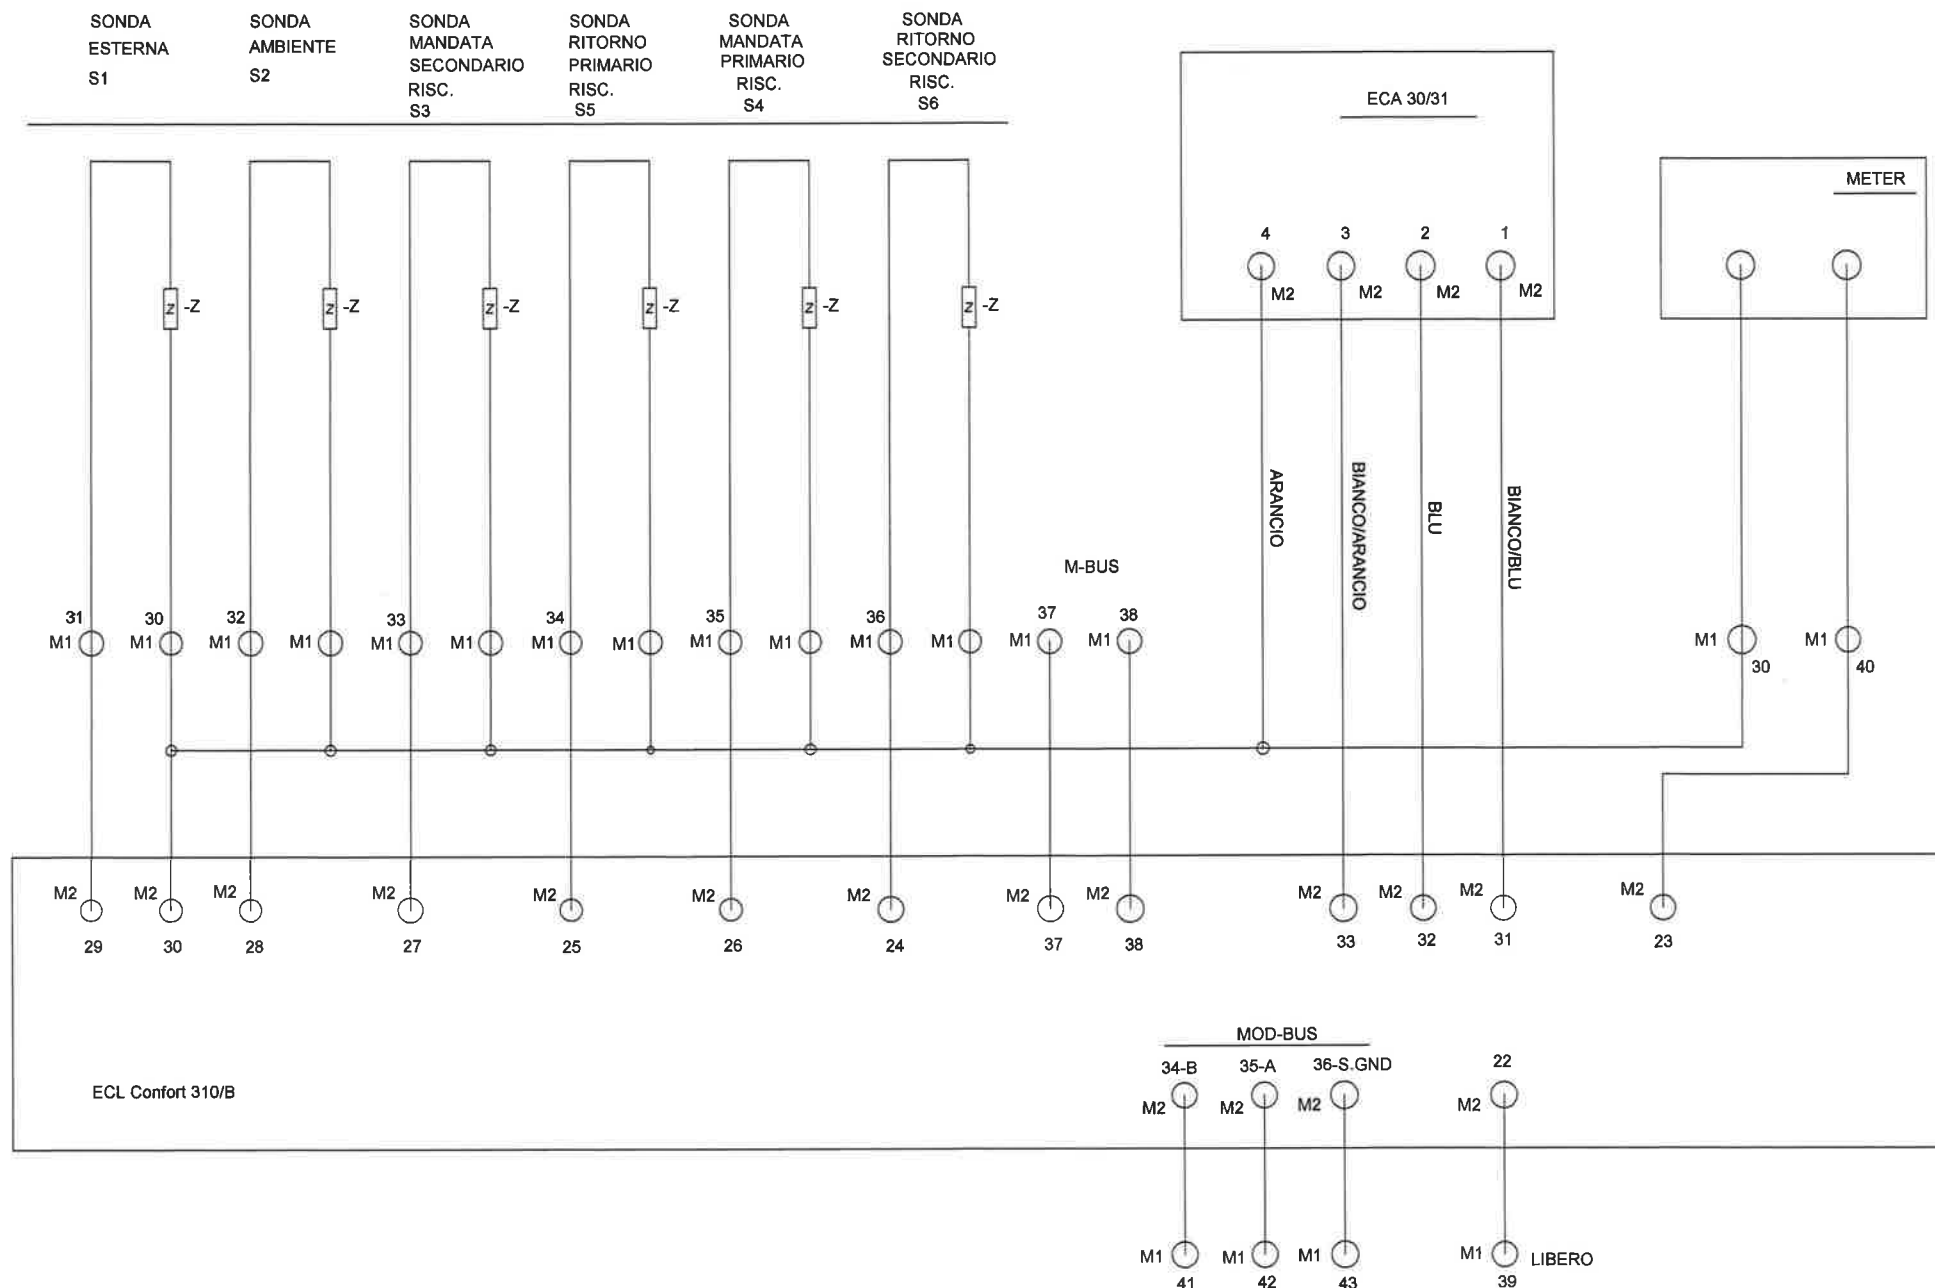 SONDA
ESTERNA
S1
SONDA
AMBIENTE
S2
SONDA
MANDATA
SECONDARIO
RISC.
S3
SONDA
RITORNO
PRIMARIO
RISC.
S5
SONDA
MANDATA
PRIMARIO
RISC.
S4
SONDA
RITORNO
SECONDARIO
RISC.
S6
ECA 30/31
METER
4 3 2 1
M2 M2 M2 M2
Z -Z Z -Z Z -Z Z -Z Z -Z Z -Z
ARANCIO
BIANCO/ARANCIO
BLU
BIANCO/BLU
M-BUS
31 30 32 33 34 35 36 37 38
M1 M1 M1 M1 M1 M1 M1 M1 M1 M1 M1 M1 M1 M1 M1 M1
30 40
M2 M2 M2 M2 M2 M2 M2 M2 M2 M2 M2 M2 M2
29 30 28 27 25 26 24 37 38 33 32 31 23
MOD-BUS
34-B 35-A 36-S.GND 22
ECL Confort 310/B
M2 M2 M2 M2
M1 M1 M1 M1 LIBERO
41 42 43 39